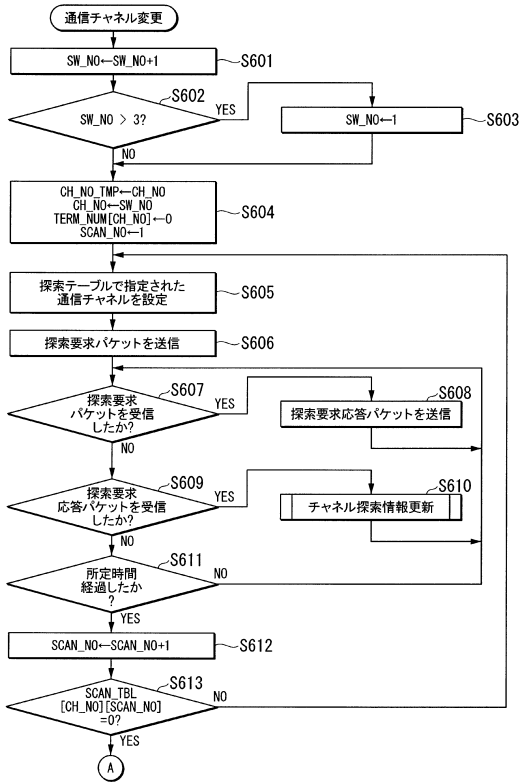 通信チャネル変更
SW_NO←SW_NO+1
S601
S602
SW_NO > 3?
YES
NO
SW_NO←1
S603
CH_NO_TMP←CH_NO
CH_NO←SW_NO
TERM_NUM[CH_NO]←0
SCAN_NO←1
S604
探索テーブルで指定された
通信チャネルを設定
S605
探索要求パケットを送信
S606
S607
探索要求
パケットを受信
したか?
YES
NO
S608
探索要求応答パケットを送信
S609
探索要求
応答パケットを受信
したか?
YES
NO
S610
チャネル探索情報更新
S611
所定時間
経過したか
?
NO
YES
SCAN_NO←SCAN_NO+1
S612
S613
SCAN_TBL
[CH_NO][SCAN_NO]
=0?
NO
YES
A